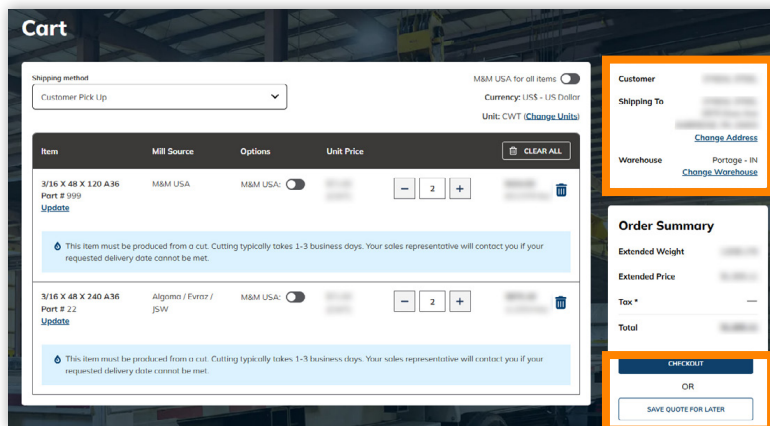 Cart
Shipping method
Customer Pick Up
M&M USA for all items
Currency: US$ - US Dollar
Unit: CWT (Change Units)
Item Mill Source Options Unit Price CLEAR ALL
3/16 X 48 X 120 A36 M&M USA M&M USA: − 2 +
Part # 999
Update
This item must be produced from a cut. Cutting typically takes 1-3 business days. Your sales representative will contact you if your
requested delivery date cannot be met.
3/16 X 48 X 240 A36 Algoma / Evraz / M&M USA: − 2 +
Part # 22 JSW
Update
This item must be produced from a cut. Cutting typically takes 1-3 business days. Your sales representative will contact you if your
requested delivery date cannot be met.
Customer
Shipping To
Change Address
Warehouse Portage - IN
Change Warehouse
Order Summary
Extended Weight
Extended Price
Tax * —
Total
CHECKOUT
OR
SAVE QUOTE FOR LATER